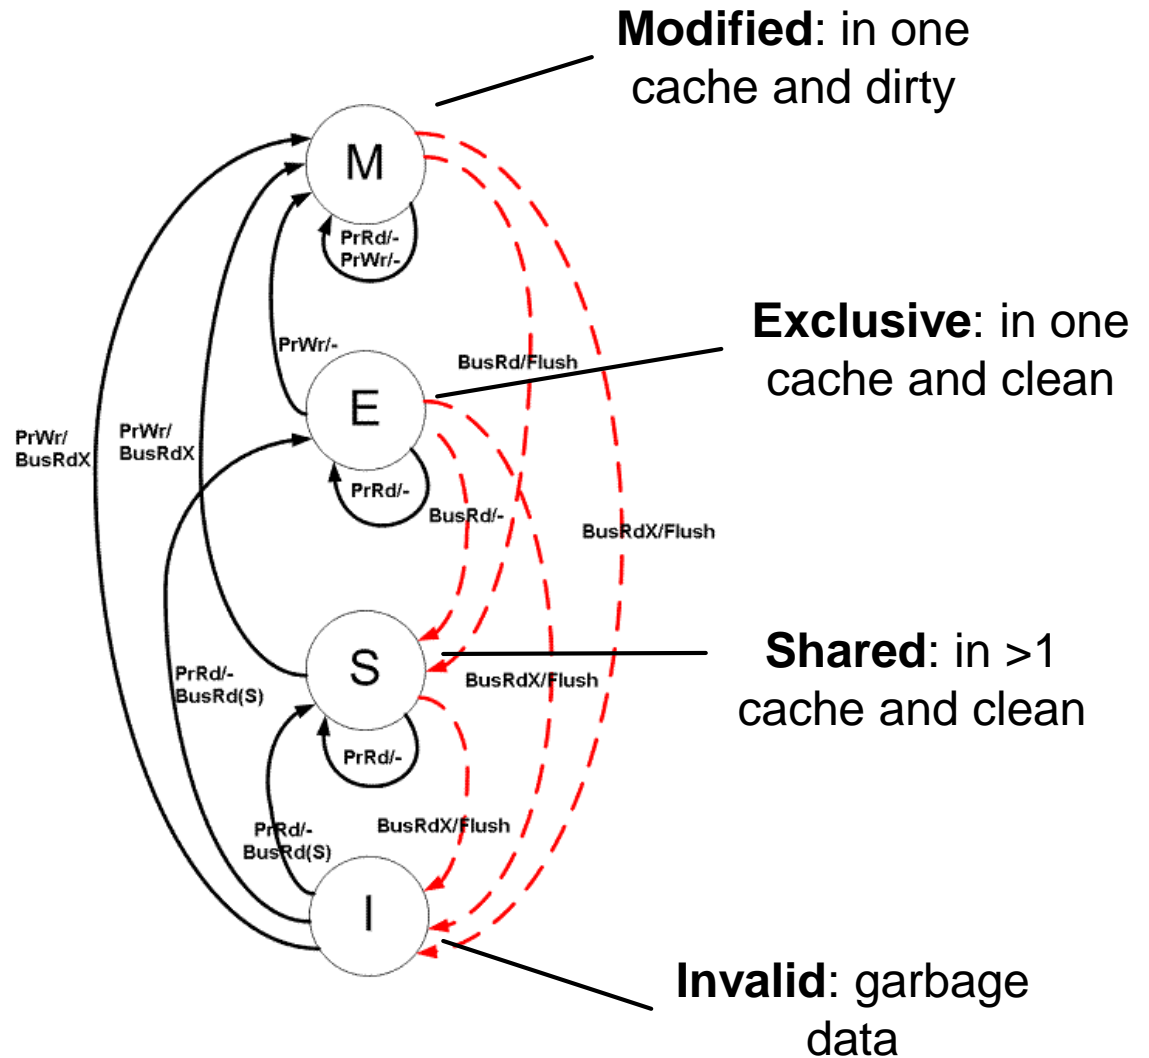 Modified: in one
cache and dirty
M
PrRd/-
PrWr/-
Exclusive: in one
cache and clean
PrWr/-
BusRd/Flush
E
PrWr/
BusRdX
PrWr/
BusRdX
PrRd/-
BusRd/-
BusRdX/Flush
Shared: in >1
cache and clean
S
PrRd/-
BusRd(S)
BusRdX/Flush
PrRd/-
PrRd/-
BusRd(S)
BusRdX/Flush
I
Invalid: garbage
data